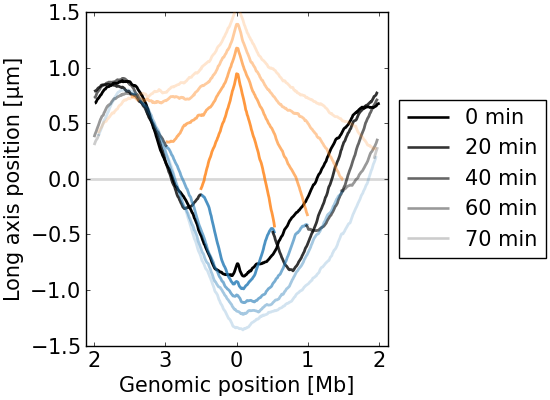 Long axis position [µm]
1.5
1.0
0.5
0.0
−0.5
−1.0
−1.5
2 3 0 1 2
Genomic position [Mb]
0 min
20 min
40 min
60 min
70 min